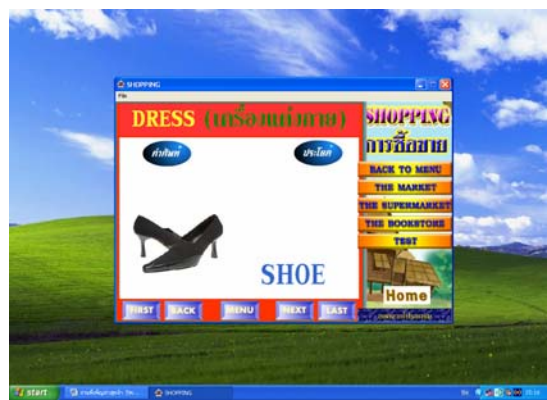 SHOPPING
File
DRESS (เครื่องแต่งกาย)
คำศัพท์
ประโยค
SHOE
FIRST
BACK
MENU
NEXT
LAST
SHOPPING
การซื้อขาย
BACK TO MENU
THE MARKET
THE SUPERMARKET
THE BOOKSTORE
TEST
Home
start
SHOPPING
EN